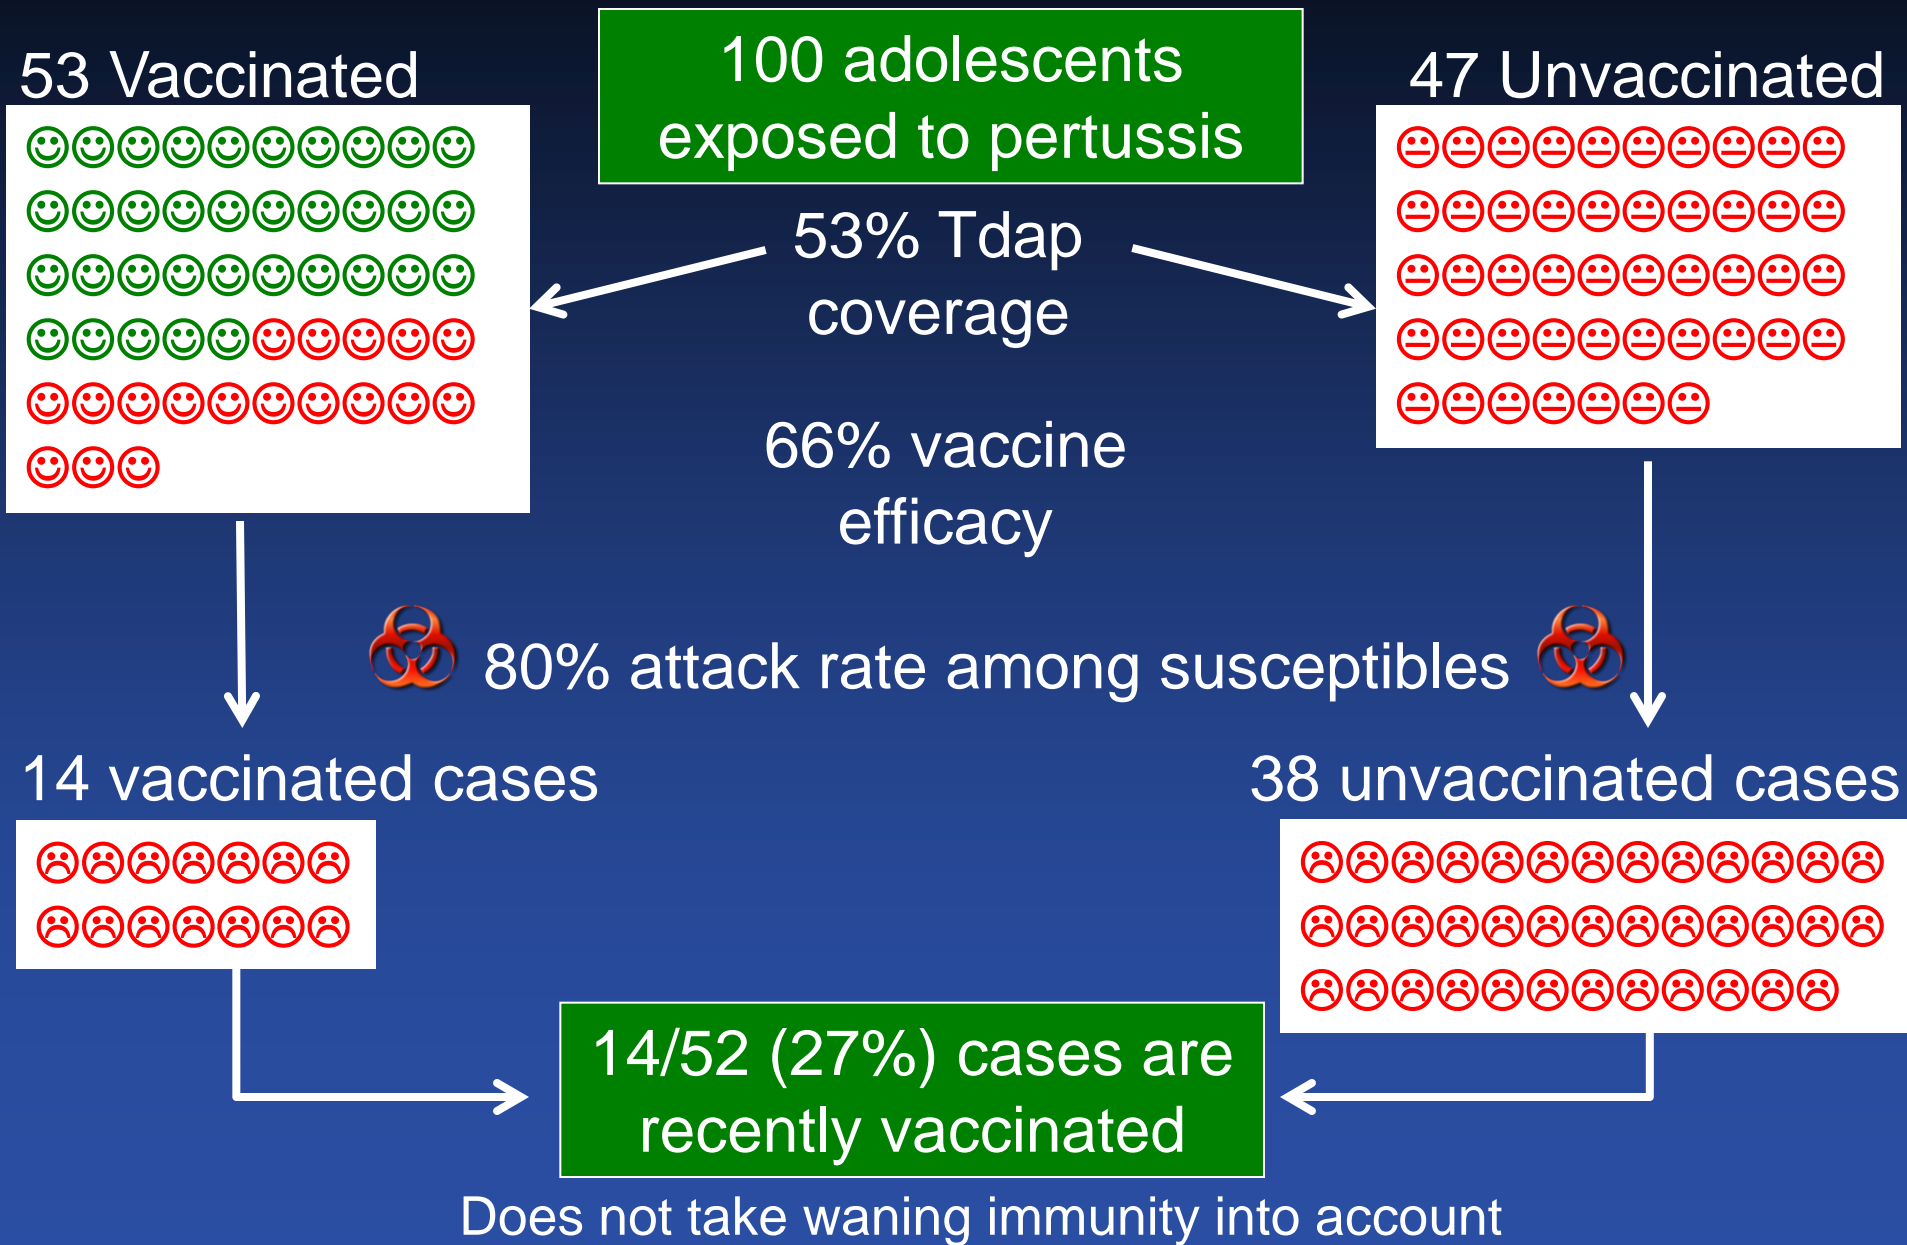 53 Vaccinated
100 adolescents
exposed to pertussis
47 Unvaccinated
53% Tdap
coverage
66% vaccine
efficacy
80% attack rate among susceptibles
14 vaccinated cases
38 unvaccinated cases
14/52 (27%) cases are
recently vaccinated
Does not take waning immunity into account